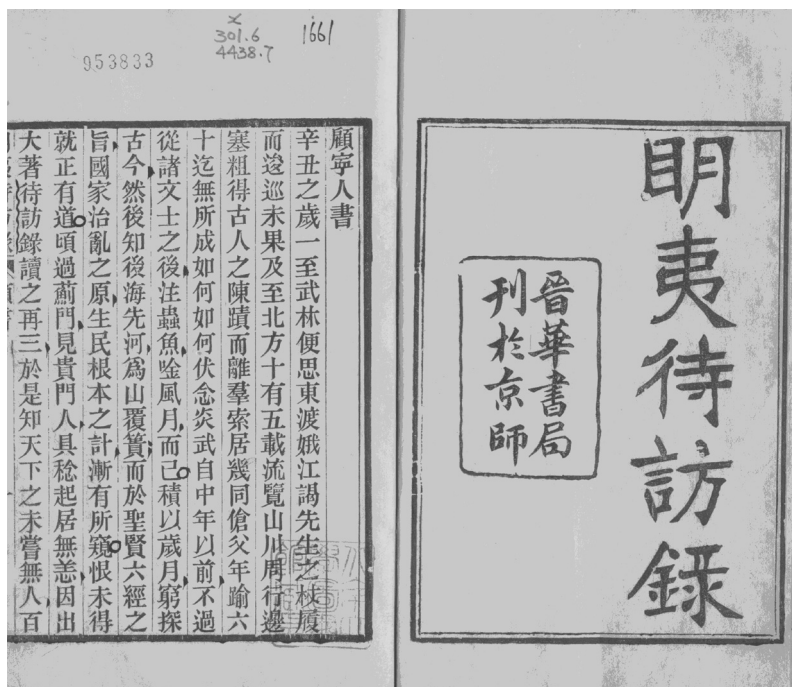 明夷待訪錄
晉華書局
刊於京師
1661
x
301.6
4438.7
953833
顧寧人書
辛丑之歲一至武林便思東渡娥江謁先生之杖履
而逡巡未果及至北方十有五載流覽山川周行邊
塞粗得古人之陳蹟而離羣索居幾同傖父年踰六
十迄無所成如何如何伏念炎武自中年以前不過
從諸文士之後注蟲魚唫風月而已積以歲月窮探
古今然後知後海先河爲山覆簣而於聖賢六經之
旨國家治亂之原生民根本之計漸有所窺恨未得
就正有道頃過薊門見貴門人具稔起居無恙因出
大著待訪錄讀之再三於是知天下之未嘗無人百